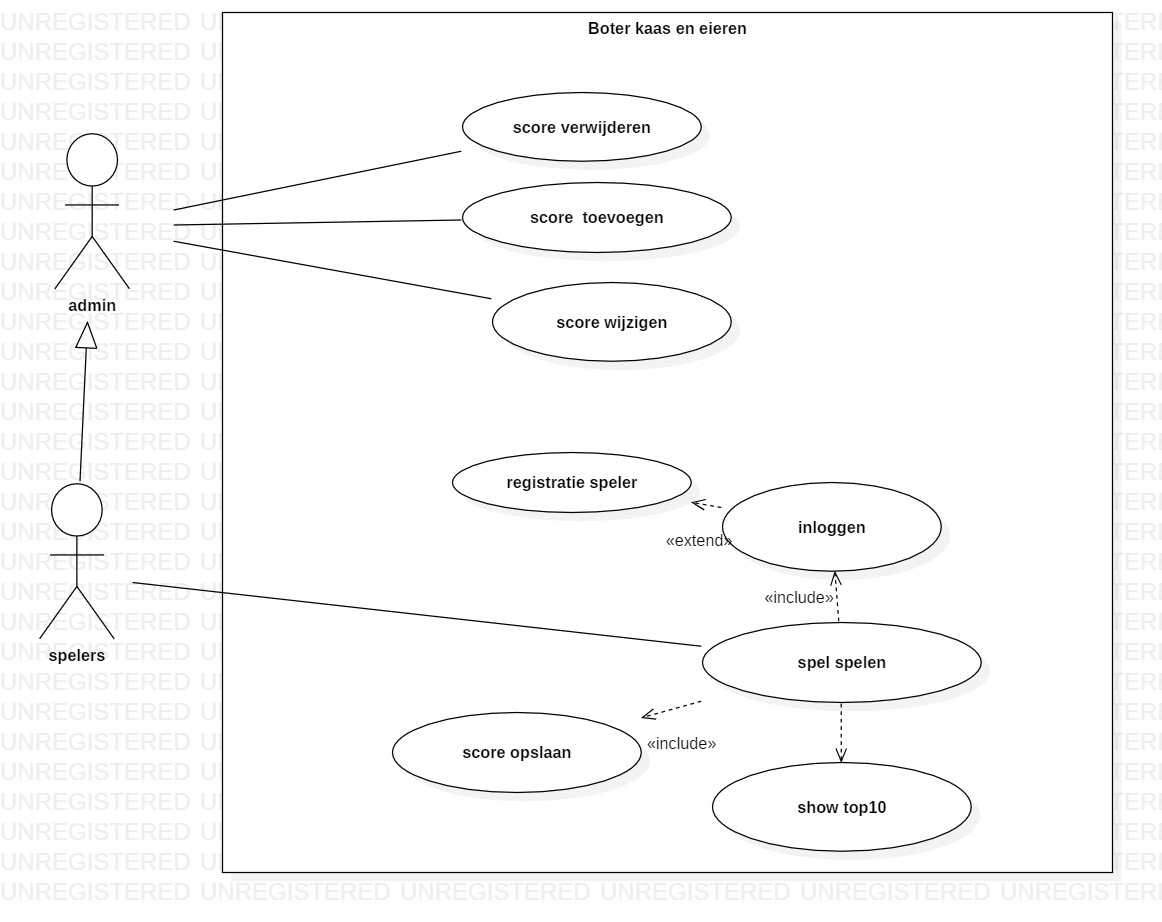 Boter kaas en eieren
score verwijderen
score  toevoegen
admin
score wijzigen
registratie speler
inloggen
«extend»
«include»
spelers
spel spelen
«include»
score opslaan
show top10
UNREGISTERED UNREGISTERED UNREGISTERED UNREGISTERED UNREGISTERED